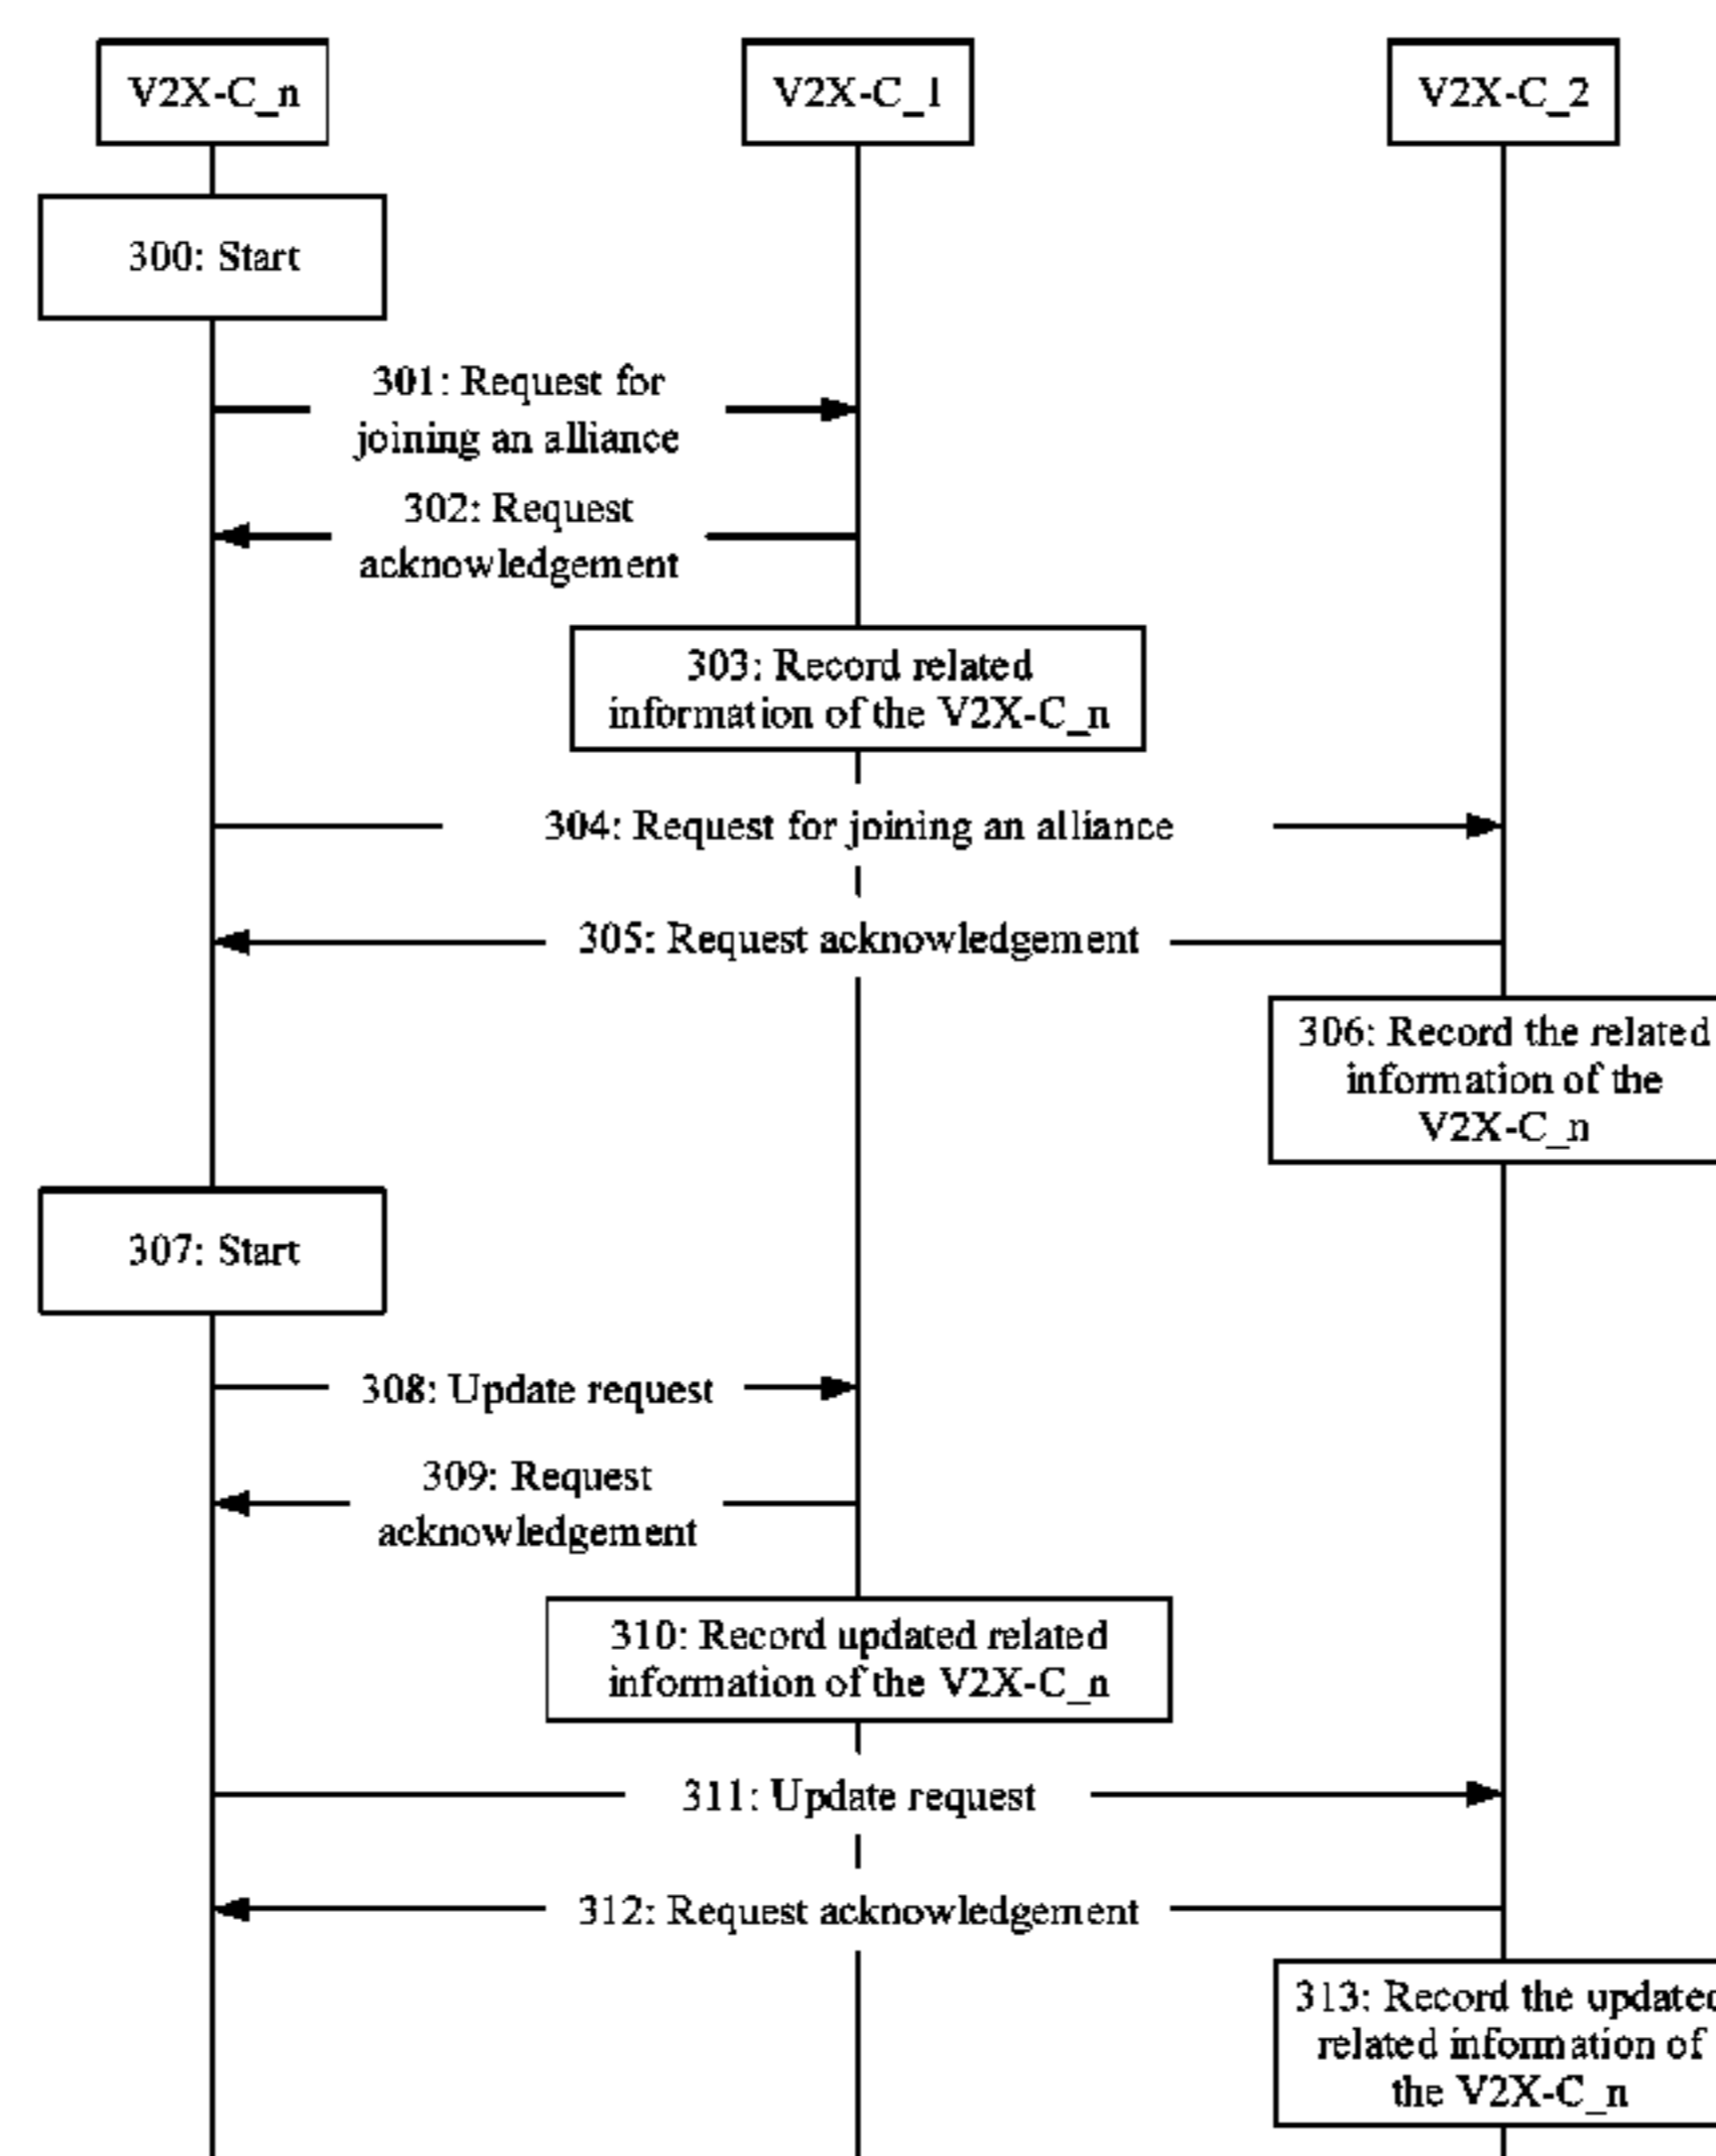 V2X-C_n
V2X-C_1
V2X-C_2
300: Start
301: Request for
joining an alliance
302: Request
acknowledgement
303: Record related
information of the V2X-C_n
304: Request for joining an alliance
305: Request acknowledgement
306: Record the related
information of the
V2X-C_n
307: Start
308: Update request
309: Request
acknowledgement
310: Record updated related
information of the V2X-C_n
311: Update request
312: Request acknowledgement
313: Record the updated
related information of
the V2X-C_n